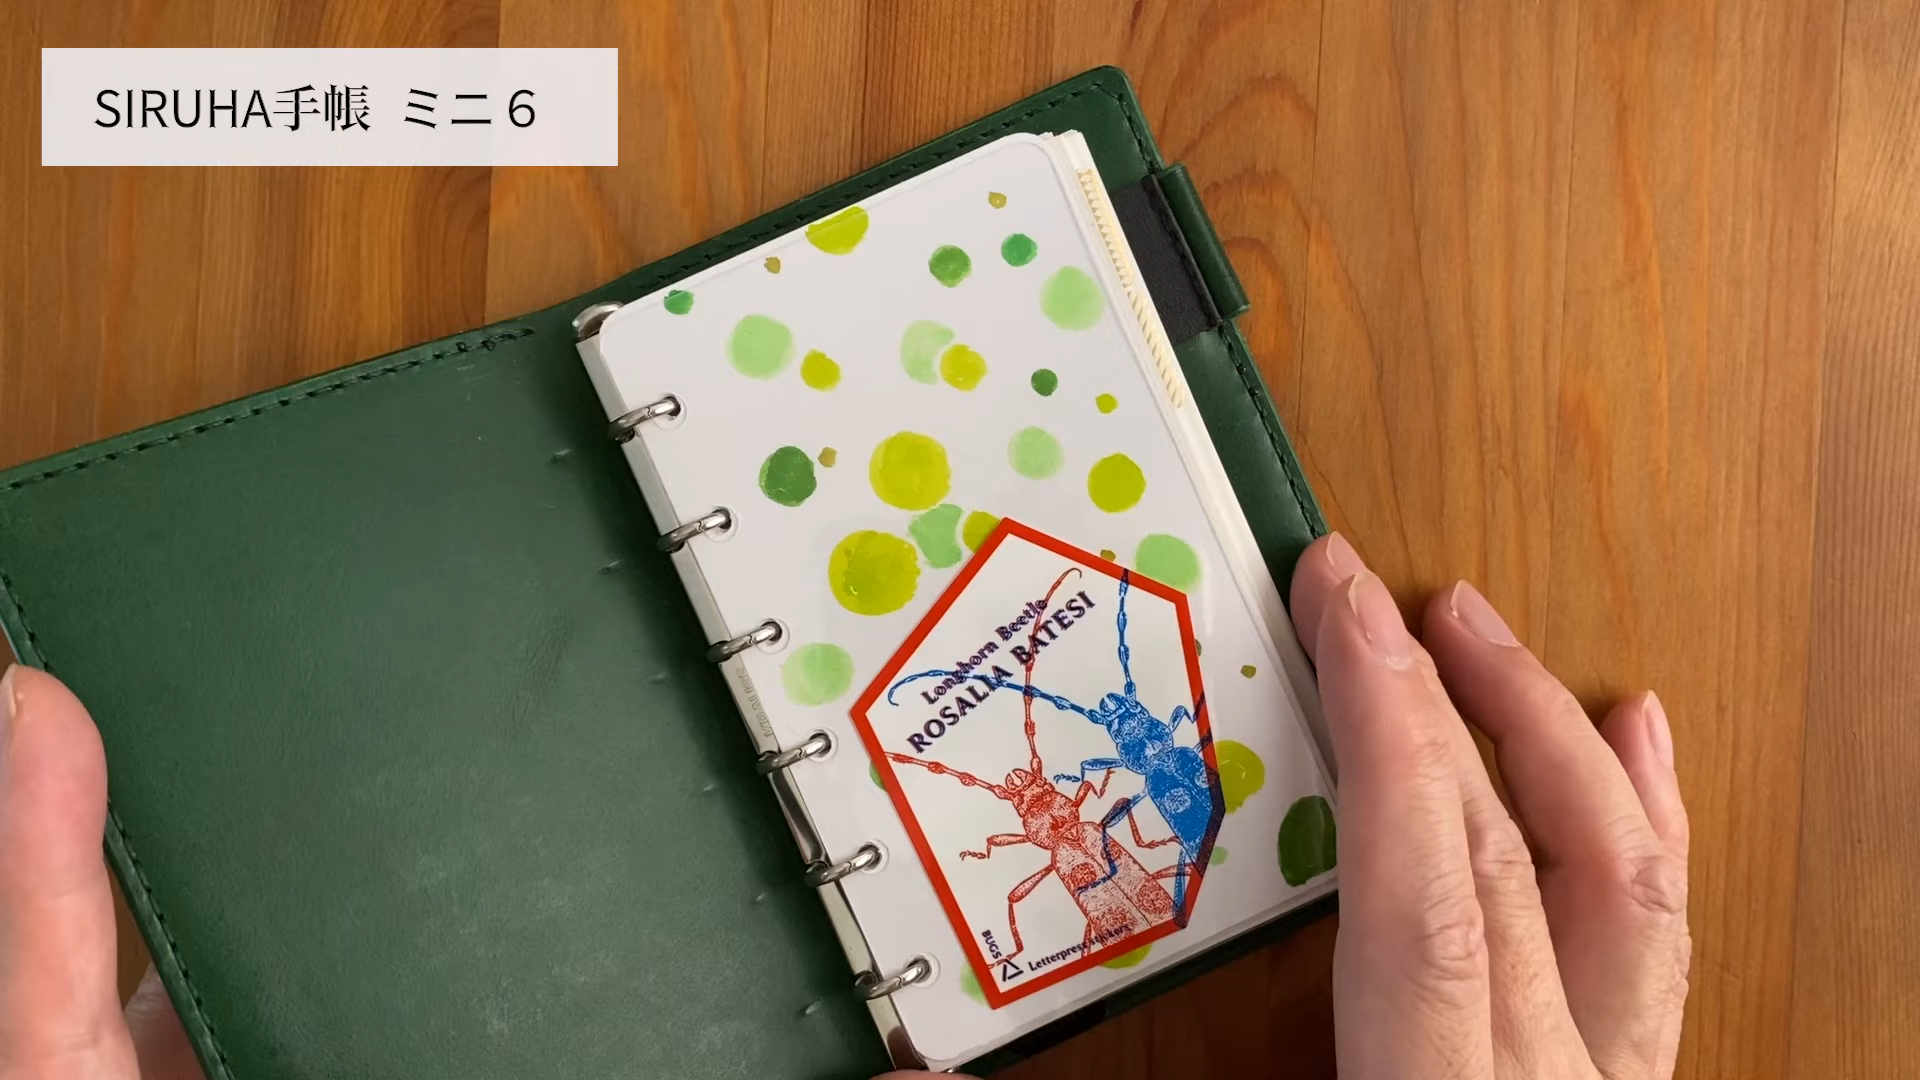 SIRUHA手帳 ミニ6
Longhorn Beetle
ROSALIA BATESI
BUGS
Letterpress stickers